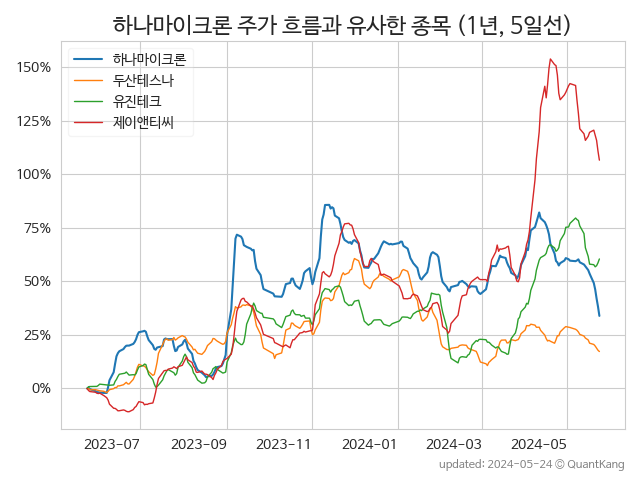 하나마이크론 주가 흐름과 유사한 종목 (1년, 5일선)
하나마이크론
두산테스나
유진테크
제이앤티씨
150%
125%
100%
75%
50%
25%
0%
2023-07 2023-09 2023-11 2024-01 2024-03 2024-05
updated: 2024-05-24 © QuantKang